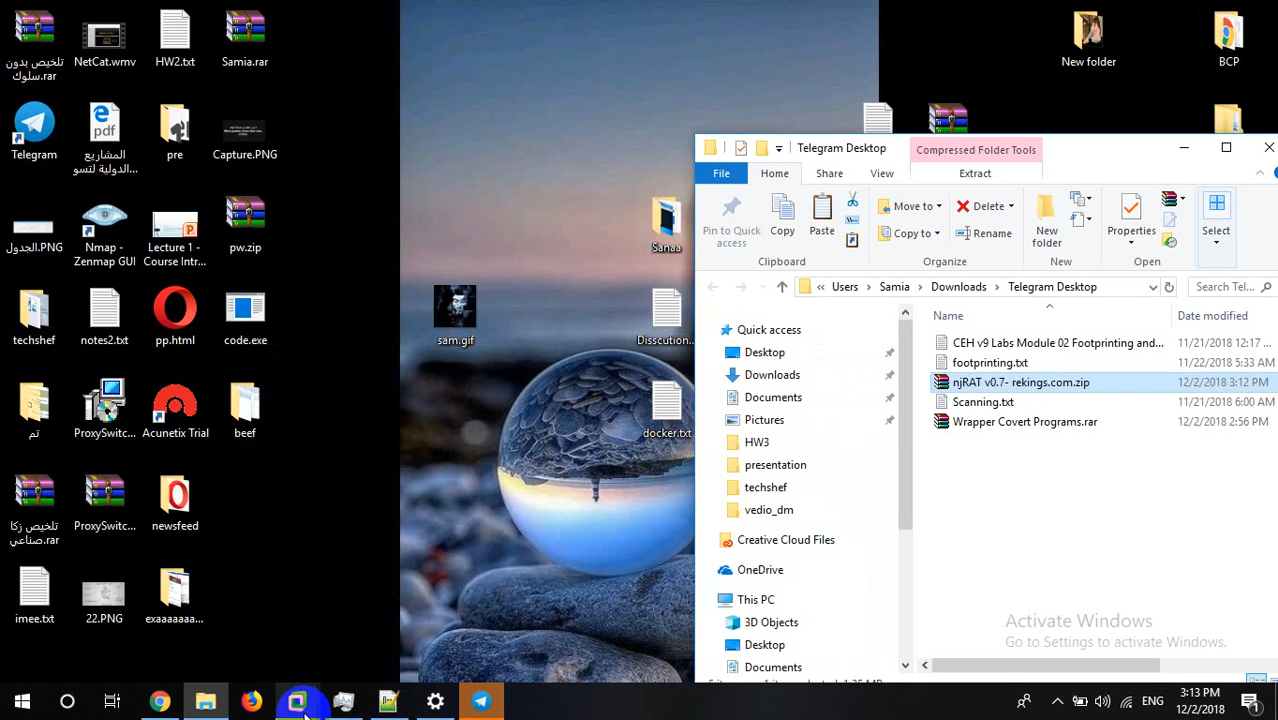 تلخيص بدون
سلوك.rar
NetCat.wmv
HW2.txt
Samia.rar
Telegram
المشاريع
الدولية لتسو...
pre
Capture.PNG
الجدول.PNG
Nmap -
Zenmap GUI
Lecture 1 -
Course Intr...
pw.zip
techshef
notes2.txt
pp.html
code.exe
تم
ProxySwitc...
Acunetix Trial
beef
تلخيص زكا
صناعي.rar
ProxySwitc...
newsfeed
imee.txt
22.PNG
exaaaaaaa...
sam.gif
Sanaa
Disscution...
docker.txt
New folder
BCP
Telegram Desktop
Compressed Folder Tools
File
Home
Share
View
Extract
Pin to Quick
access
Copy
Paste
Move to
Copy to
Delete
Rename
New
folder
Properties
Select
Clipboard
Organize
New
Open
« Users > Samia > Downloads > Telegram Desktop
Search Tel...
Name
Date modified
Quick access
Desktop
Downloads
Documents
Pictures
HW3
presentation
techshef
vedio_dm
Creative Cloud Files
OneDrive
This PC
3D Objects
Desktop
Documents
CEH v9 Labs Module 02 Footprinting and...
11/21/2018 12:17 ...
footprinting.txt
11/22/2018 5:33 AM
njRAT v0.7- rekings.com.zip
12/2/2018 3:12 PM
Scanning.txt
11/21/2018 6:00 AM
Wrapper Covert Programs.rar
12/2/2018 2:56 PM
Activate Windows
Go to Settings to activate Windows.
ENG
3:13 PM
12/2/2018